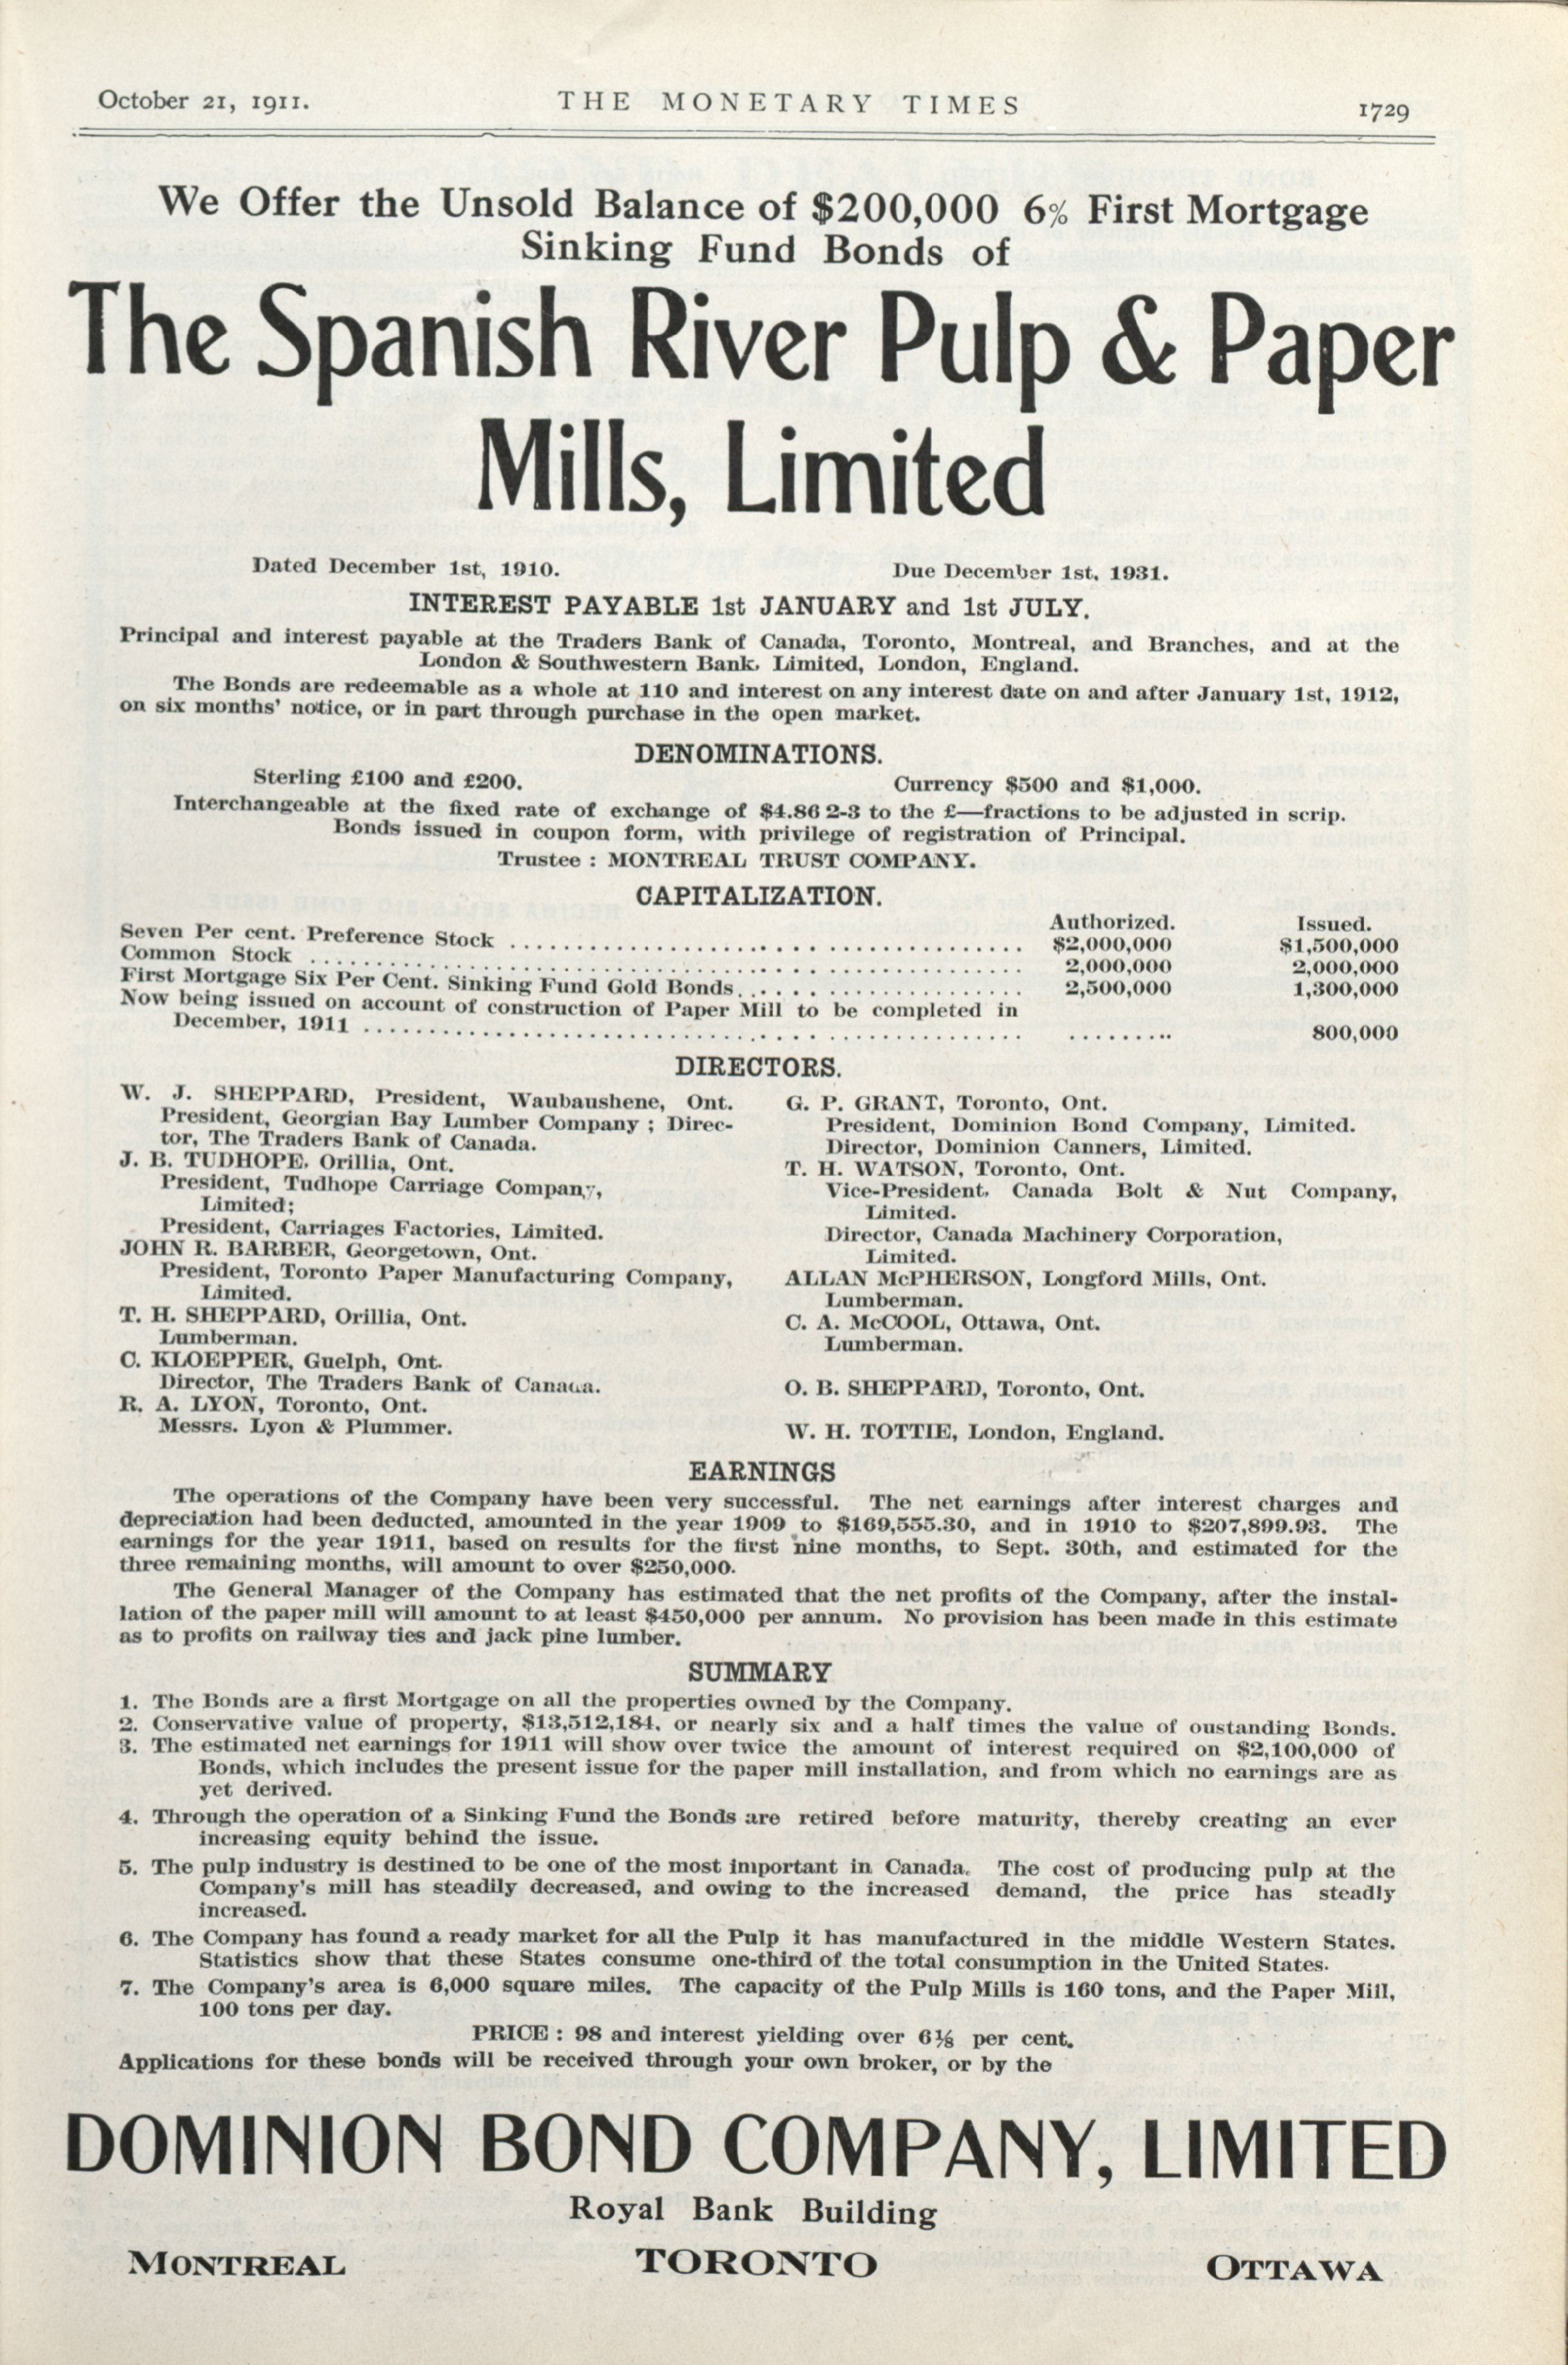 October 21, 1911.
THE MONETARY TIMES
1729
We Offer the Unsold Balance of $200,000 6% First Mortgage
Sinking Fund Bonds of
The Spanish River Pulp & Paper
Mills, Limited
Dated December 1st, 1910.
Due December 1st, 1931.
INTEREST PAYABLE 1st JANUARY and 1st JULY.
Principal and interest payable at the Traders Bank of Canada, Toronto, Montreal, and Branches, and at the
London & Southwestern Bank, Limited, London, England.
The Bonds are redeemable as a whole at 110 and interest on any interest date on and after January 1st, 1912,
on six months' notice, or in part through purchase in the open market.
DENOMINATIONS.
Sterling £100 and £200.
Currency $500 and $1,000.
Interchangeable at the fixed rate of exchange of $4.86 2-3 to the £—fractions to be adjusted in scrip.
Bonds issued in coupon form, with privilege of registration of Principal.
Trustee : MONTREAL TRUST COMPANY.
CAPITALIZATION.
Authorized. Issued.
Seven Per cent. Preference Stock ........ $2,000,000 $1,500,000
Common Stock ........ 2,000,000 2,000,000
First Mortgage Six Per Cent. Sinking Fund Gold Bonds........ 2,500,000 1,300,000
Now being issued on account of construction of Paper Mill to be completed in
December, 1911 ........ ......... 800,000
DIRECTORS.
W. J. SHEPPARD, President, Waubaushene, Ont.
President, Georgian Bay Lumber Company ; Direc-
tor, The Traders Bank of Canada.
J. B. TUDHOPE, Orillia, Ont.
President, Tudhope Carriage Company,
Limited;
President, Carriages Factories, Limited.
JOHN R. BARBER, Georgetown, Ont.
President, Toronto Paper Manufacturing Company,
Limited.
T. H. SHEPPARD, Orillia, Ont.
Lumberman.
C. KLOEPPER, Guelph, Ont.
Director, The Traders Bank of Canada.
R. A. LYON, Toronto, Ont.
Messrs. Lyon & Plummer.
G. P. GRANT, Toronto, Ont.
President, Dominion Bond Company, Limited.
Director, Dominion Canners, Limited.
T. H. WATSON, Toronto, Ont.
Vice-President, Canada Bolt & Nut Company,
Limited.
Director, Canada Machinery Corporation,
Limited.
ALLAN McPHERSON, Longford Mills, Ont.
Lumberman.
C. A. McCOOL, Ottawa, Ont.
Lumberman.
O. B. SHEPPARD, Toronto, Ont.
W. H. TOTTIE, London, England.
EARNINGS
The operations of the Company have been very successful. The net earnings after interest charges and
depreciation had been deducted, amounted in the year 1909 to $169,555.30, and in 1910 to $207,899.93. The
earnings for the year 1911, based on results for the first nine months, to Sept. 30th, and estimated for the
three remaining months, will amount to over $250,000.
The General Manager of the Company has estimated that the net profits of the Company, after the instal-
lation of the paper mill will amount to at least $450,000 per annum. No provision has been made in this estimate
as to profits on railway ties and jack pine lumber.
SUMMARY
1. The Bonds are a first Mortgage on all the properties owned by the Company.
2. Conservative value of property, $13,512,184, or nearly six and a half times the value of oustanding Bonds.
3. The estimated net earnings for 1911 will show over twice the amount of interest required on $2,100,000 of
Bonds, which includes the present issue for the paper mill installation, and from which no earnings are as
yet derived.
4. Through the operation of a Sinking Fund the Bonds are retired before maturity, thereby creating an ever
increasing equity behind the issue.
5. The pulp industry is destined to be one of the most important in Canada. The cost of producing pulp at the
Company's mill has steadily decreased, and owing to the increased demand, the price has steadly
increased.
6. The Company has found a ready market for all the Pulp it has manufactured in the middle Western States.
Statistics show that these States consume one-third of the total consumption in the United States.
7. The Company's area is 6,000 square miles. The capacity of the Pulp Mills is 160 tons, and the Paper Mill,
100 tons per day.
PRICE : 98 and interest yielding over 6⅛ per cent.
Applications for these bonds will be received through your own broker, or by the
DOMINION BOND COMPANY, LIMITED
Royal Bank Building
MONTREAL
TORONTO
OTTAWA